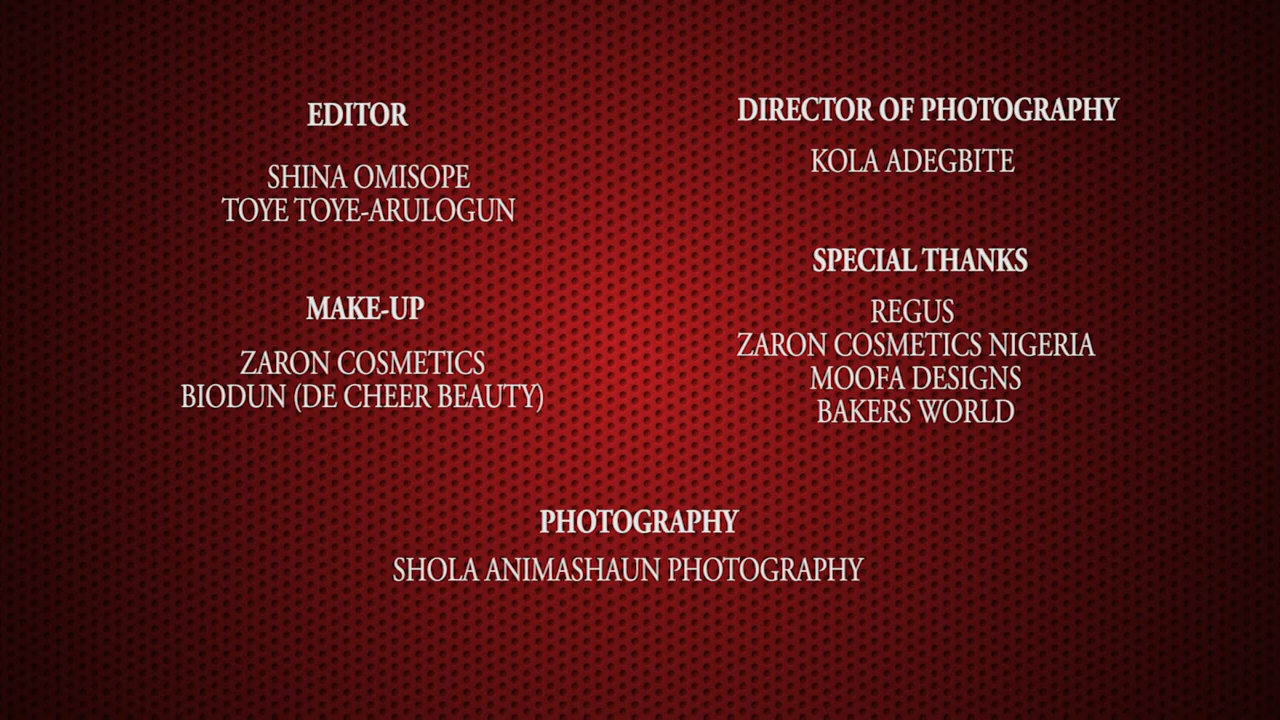 EDITOR
SHINA OMISOPE
TOYE TOYE-ARULOGUN
MAKE-UP
ZARON COSMETICS
BIODUN (DE CHEER BEAUTY)
DIRECTOR OF PHOTOGRAPHY
KOLA ADEGBITE
SPECIAL THANKS
REGUS
ZARON COSMETICS NIGERIA
MOOFA DESIGNS
BAKERS WORLD
PHOTOGRAPHY
SHOLA ANIMASHAUN PHOTOGRAPHY